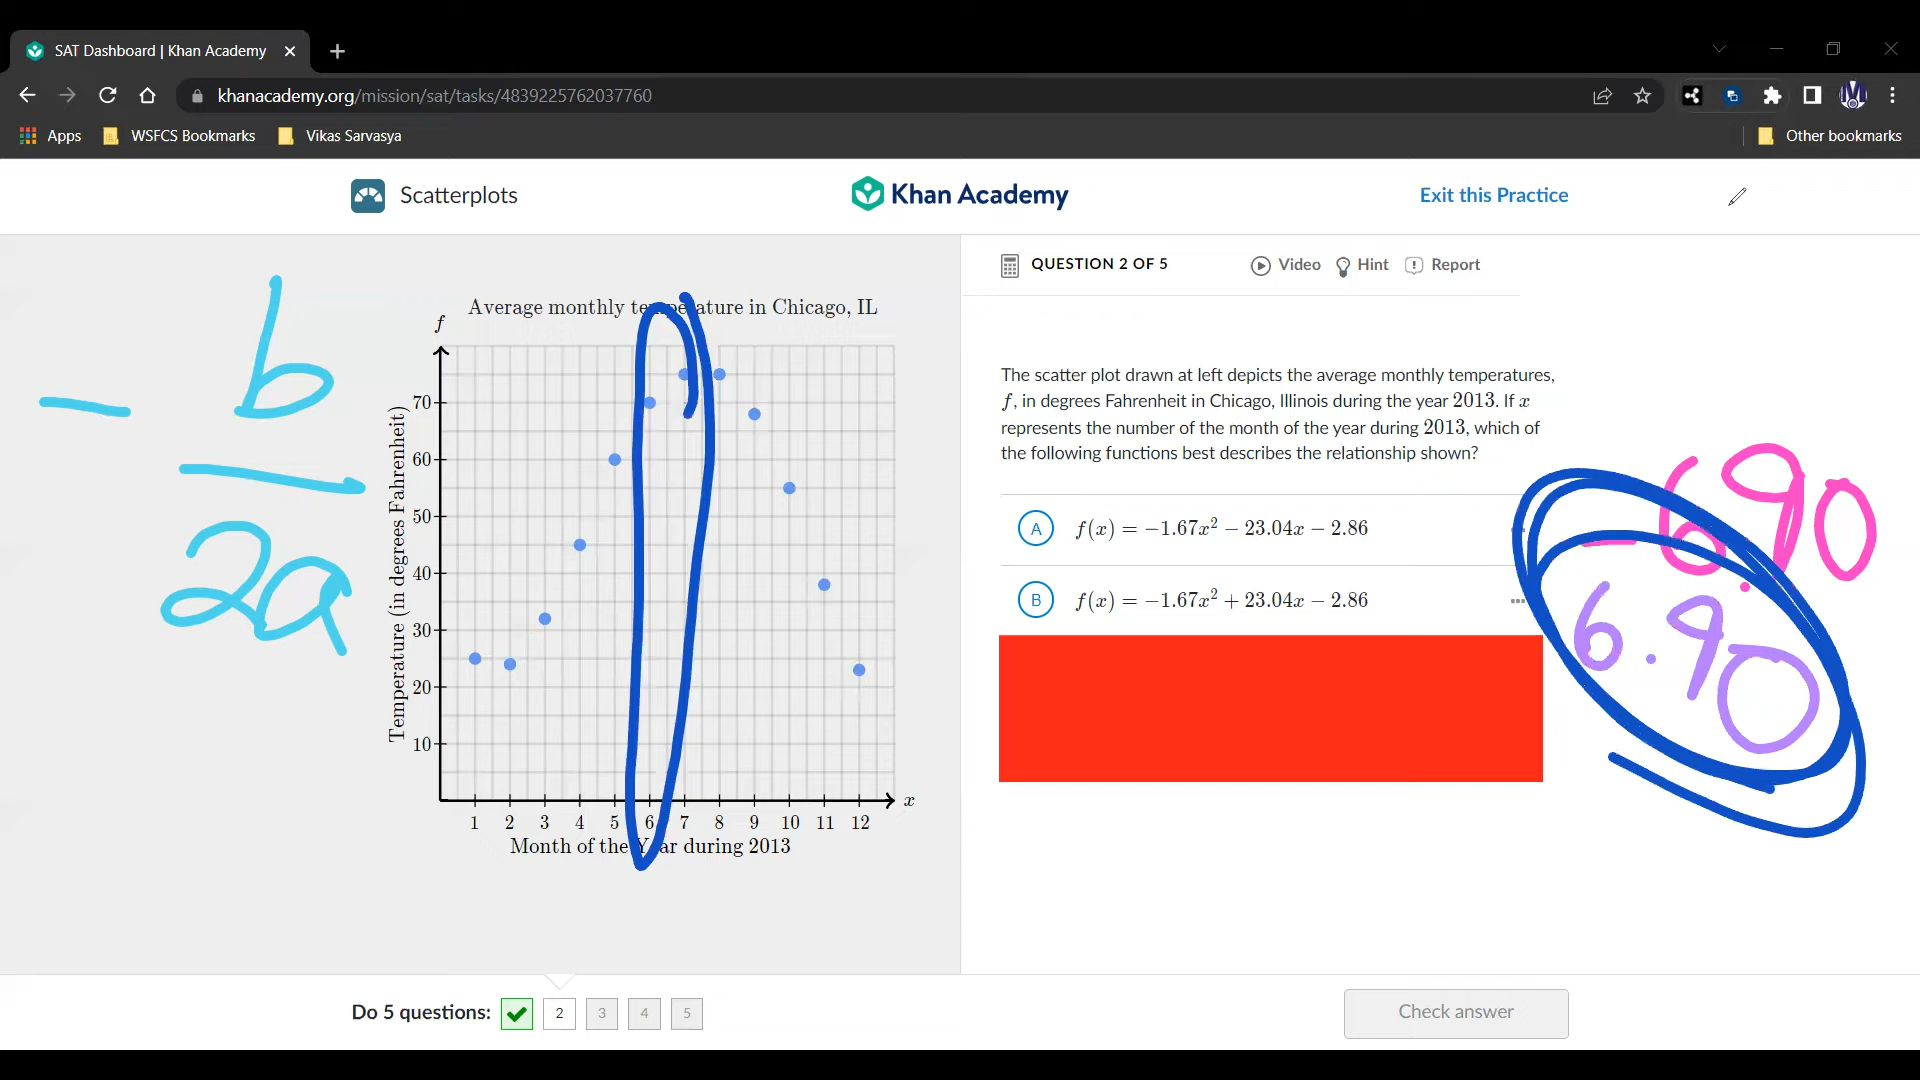 SAT Dashboard | Khan Academy
khanacademy.org/mission/sat/tasks/4839225762037760
Apps
WSFCS Bookmarks
Vikas Sarvasya
Other bookmarks
Scatterplots
Khan Academy
Exit this Practice
− b
2a
Average monthly temperature in Chicago, IL
f
Temperature (in degrees Fahrenheit)
70
60
50
40
30
20
10
x
1 2 3 4 5 6 7 8 9 10 11 12
Month of the Year during 2013
QUESTION 2 OF 5
Video
Hint
Report
The scatter plot drawn at left depicts the average monthly temperatures,
f, in degrees Fahrenheit in Chicago, Illinois during the year 2013. If x
represents the number of the month of the year during 2013, which of
the following functions best describes the relationship shown?
A f(x) = −1.67x² − 23.04x − 2.86
B f(x) = −1.67x² + 23.04x − 2.86
−6.90
6.90
Do 5 questions:
2
3
4
5
Check answer